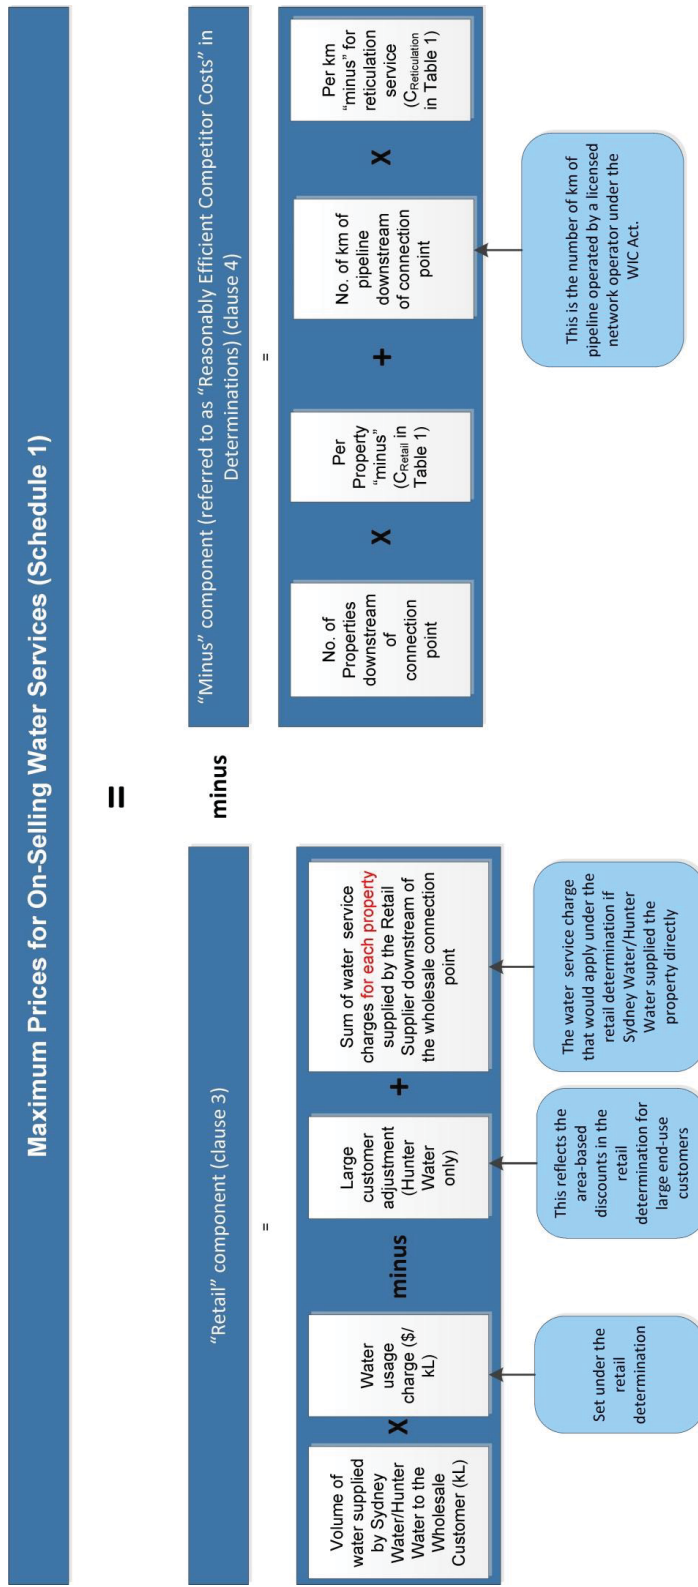 Maximum Prices for On-Selling Water Services (Schedule 1)
=
"Retail" component (clause 3)
minus
"Minus" component (referred to as "Reasonably Efficient Competitor Costs" in
Determinations) (clause 4)
=
Volume of
water supplied
by Sydney
Water/Hunter
Water to the
Wholesale
Customer (kL)
X
Water
usage
charge ($/
kL)
minus
Large
customer
adjustment
(Hunter
Water
only)
+
Sum of water service
charges for each property
supplied by the Retail
Supplier downstream of
the wholesale connection
point
=
No. of
Properties
downstream
of
connection
point
X
Per
Property
"minus"
(CRetail in
Table 1)
+
No. of km of
pipeline
downstream
of connection
point
X
Per km
"minus" for
reticulation
service
(CReticulation
in Table 1)
Set under the
retail
determination
This reflects the
area-based
discounts in the
retail
determination for
large end-use
customers
The water service charge
that would apply under the
retail determination if
Sydney Water/Hunter
Water supplied the
property directly
This is the number of km of
pipeline operated by a licensed
network operator under the
WIC Act.